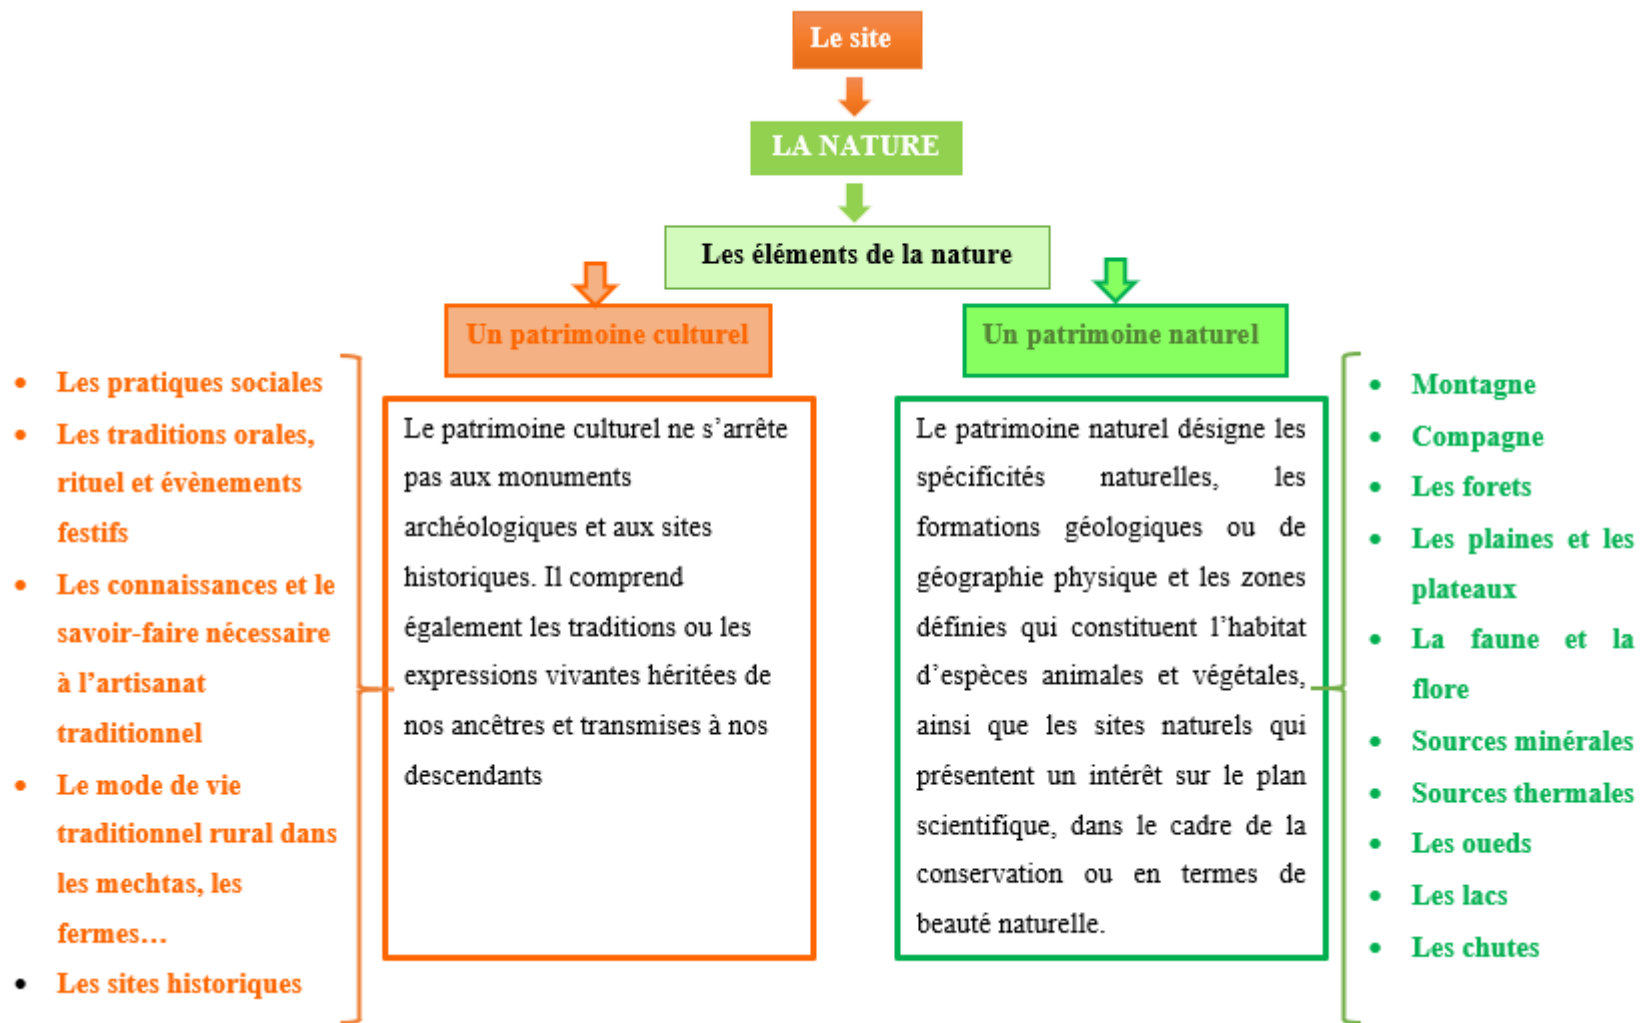 Le site
LA NATURE
Les éléments de la nature
Un patrimoine culturel
Un patrimoine naturel
• Les pratiques sociales
• Les traditions orales,
rituel et évènements
festifs
• Les connaissances et le
savoir-faire nécessaire
à l’artisanat
traditionnel
• Le mode de vie
traditionnel rural dans
les mechtas, les
fermes…
• Les sites historiques
Le patrimoine culturel ne s’arrête
pas aux monuments
archéologiques et aux sites
historiques. Il comprend
également les traditions ou les
expressions vivantes héritées de
nos ancêtres et transmises à nos
descendants
Le patrimoine naturel désigne les
spécificités naturelles, les
formations géologiques ou de
géographie physique et les zones
définies qui constituent l’habitat
d’espèces animales et végétales,
ainsi que les sites naturels qui
présentent un intérêt sur le plan
scientifique, dans le cadre de la
conservation ou en termes de
beauté naturelle.
• Montagne
• Compagne
• Les forets
• Les plaines et les
plateaux
• La faune et la
flore
• Sources minérales
• Sources thermales
• Les oueds
• Les lacs
• Les chutes